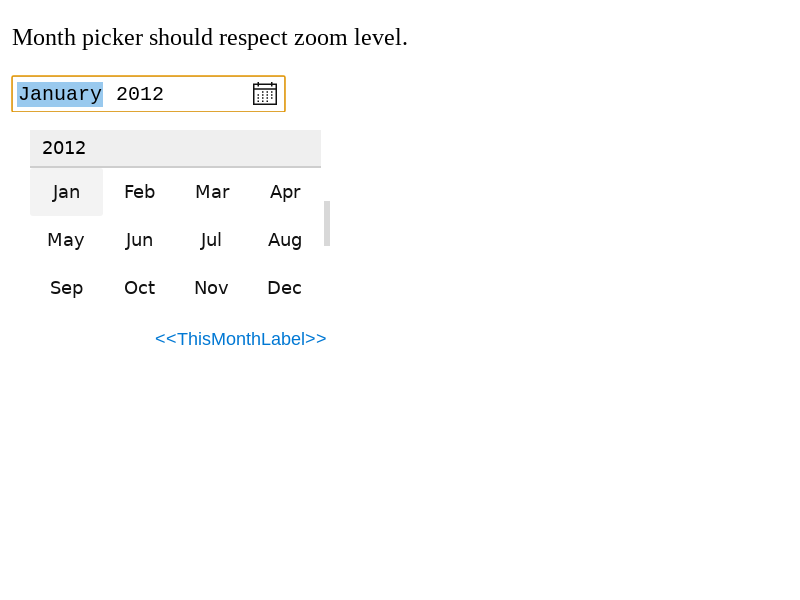 Month picker should respect zoom level.
January 2012
2012
Jan Feb Mar Apr
May Jun Jul Aug
Sep Oct Nov Dec
<<ThisMonthLabel>>